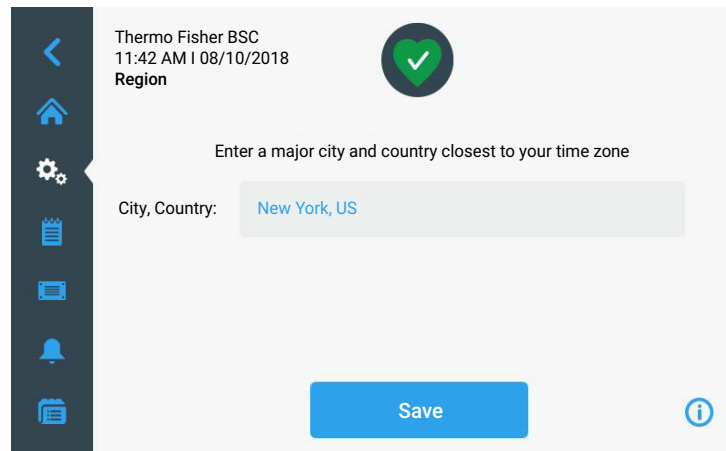 Thermo Fisher BSC
11:42 AM I 08/10/2018
Region
Enter a major city and country closest to your time zone
City, Country: New York, US
Save